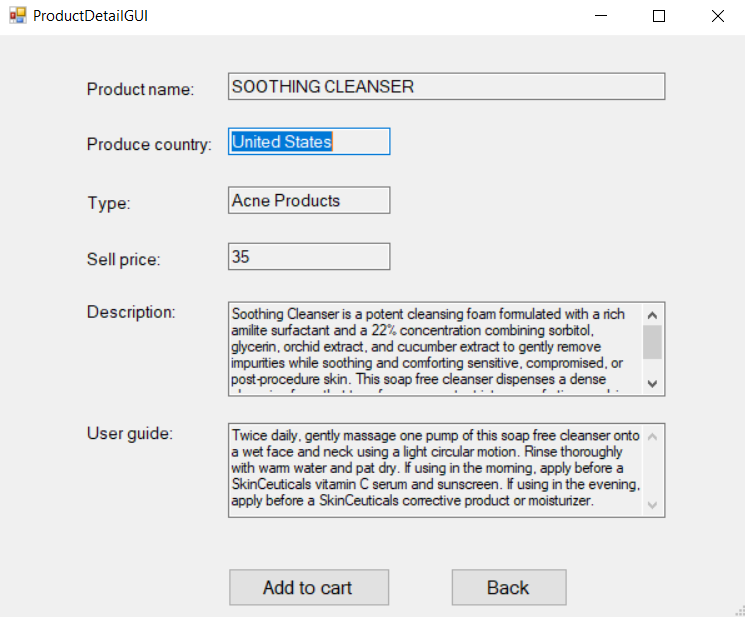 ProductDetailGUI
Product name: SOOTHING CLEANSER
Produce country: United States
Type: Acne Products
Sell price: 35
Description: Soothing Cleanser is a potent cleansing foam formulated with a rich
amilite surfactant and a 22% concentration combining sorbitol,
glycerin, orchid extract, and cucumber extract to gently remove
impurities while soothing and comforting sensitive, compromised, or
post-procedure skin. This soap free cleanser dispenses a dense
User guide: Twice daily, gently massage one pump of this soap free cleanser onto
a wet face and neck using a light circular motion. Rinse thoroughly
with warm water and pat dry. If using in the morning, apply before a
SkinCeuticals vitamin C serum and sunscreen. If using in the evening,
apply before a SkinCeuticals corrective product or moisturizer.
Add to cart Back